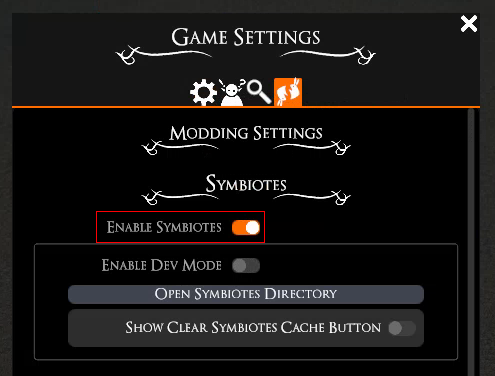 Game Settings
Modding Settings
Symbiotes
Enable Symbiotes
Enable Dev Mode
Open Symbiotes Directory
Show Clear Symbiotes Cache Button